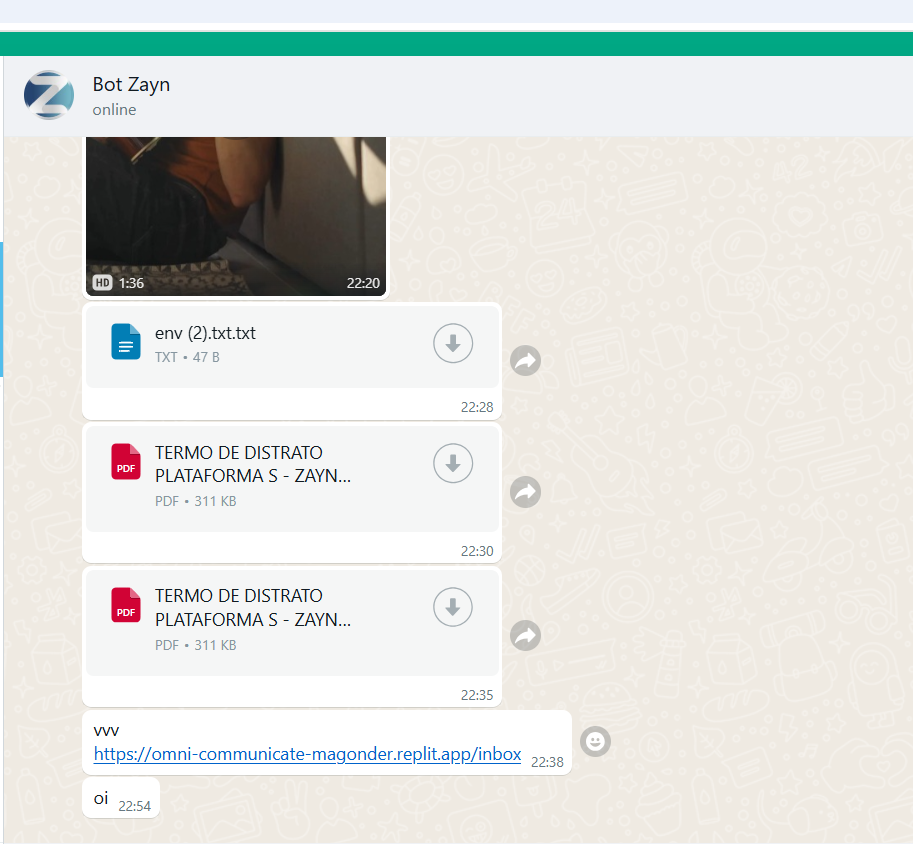 Bot Zayn
online
HD 1:36 22:20
env (2).txt.txt
TXT • 47 B
22:28
PDF
TERMO DE DISTRATO
PLATAFORMA S - ZAYN...
PDF • 311 KB
22:30
PDF
TERMO DE DISTRATO
PLATAFORMA S - ZAYN...
PDF • 311 KB
22:35
vvv
https://omni-communicate-magonder.replit.app/inbox 22:38
oi 22:54